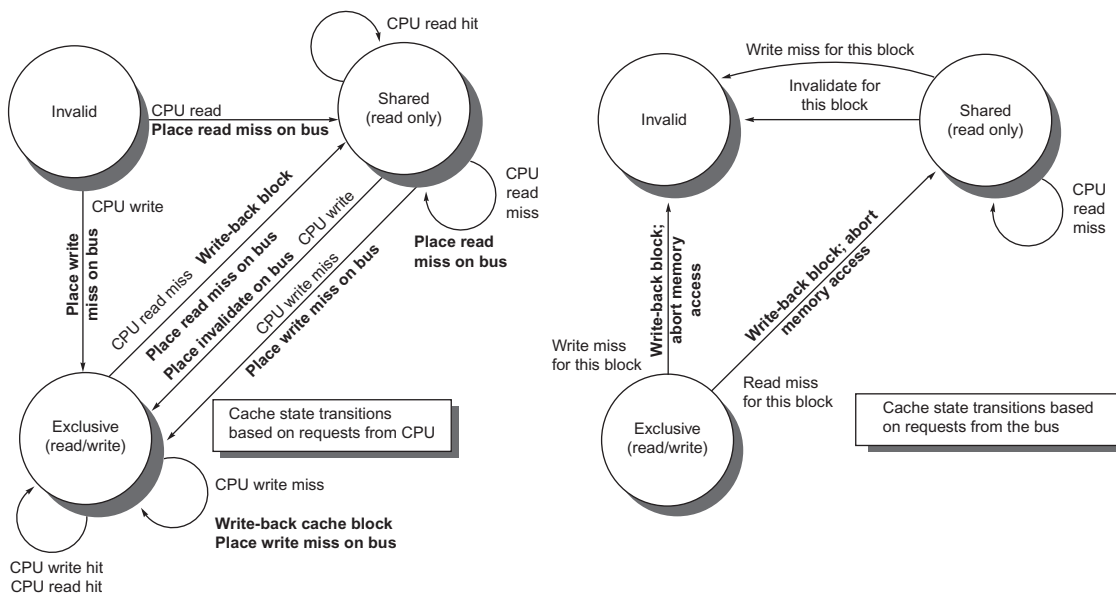 CPU read hit
Invalid
CPU read
Place read miss on bus
Shared
(read only)
CPU write
Place write
miss on bus
CPU read miss
Write-back block
Place read miss on bus
Place invalidate on bus
CPU write
CPU write miss
Place write miss on bus
CPU
read
miss
Place read
miss on bus
Exclusive
(read/write)
Cache state transitions
based on requests from CPU
CPU write miss
Write-back cache block
Place write miss on bus
CPU write hit
CPU read hit
Write miss for this block
Invalidate for
this block
Invalid
Shared
(read only)
CPU
read
miss
Write-back block;
abort memory
access
Write-back block; abort
memory access
Write miss
for this block
Read miss
for this block
Exclusive
(read/write)
Cache state transitions based
on requests from the bus